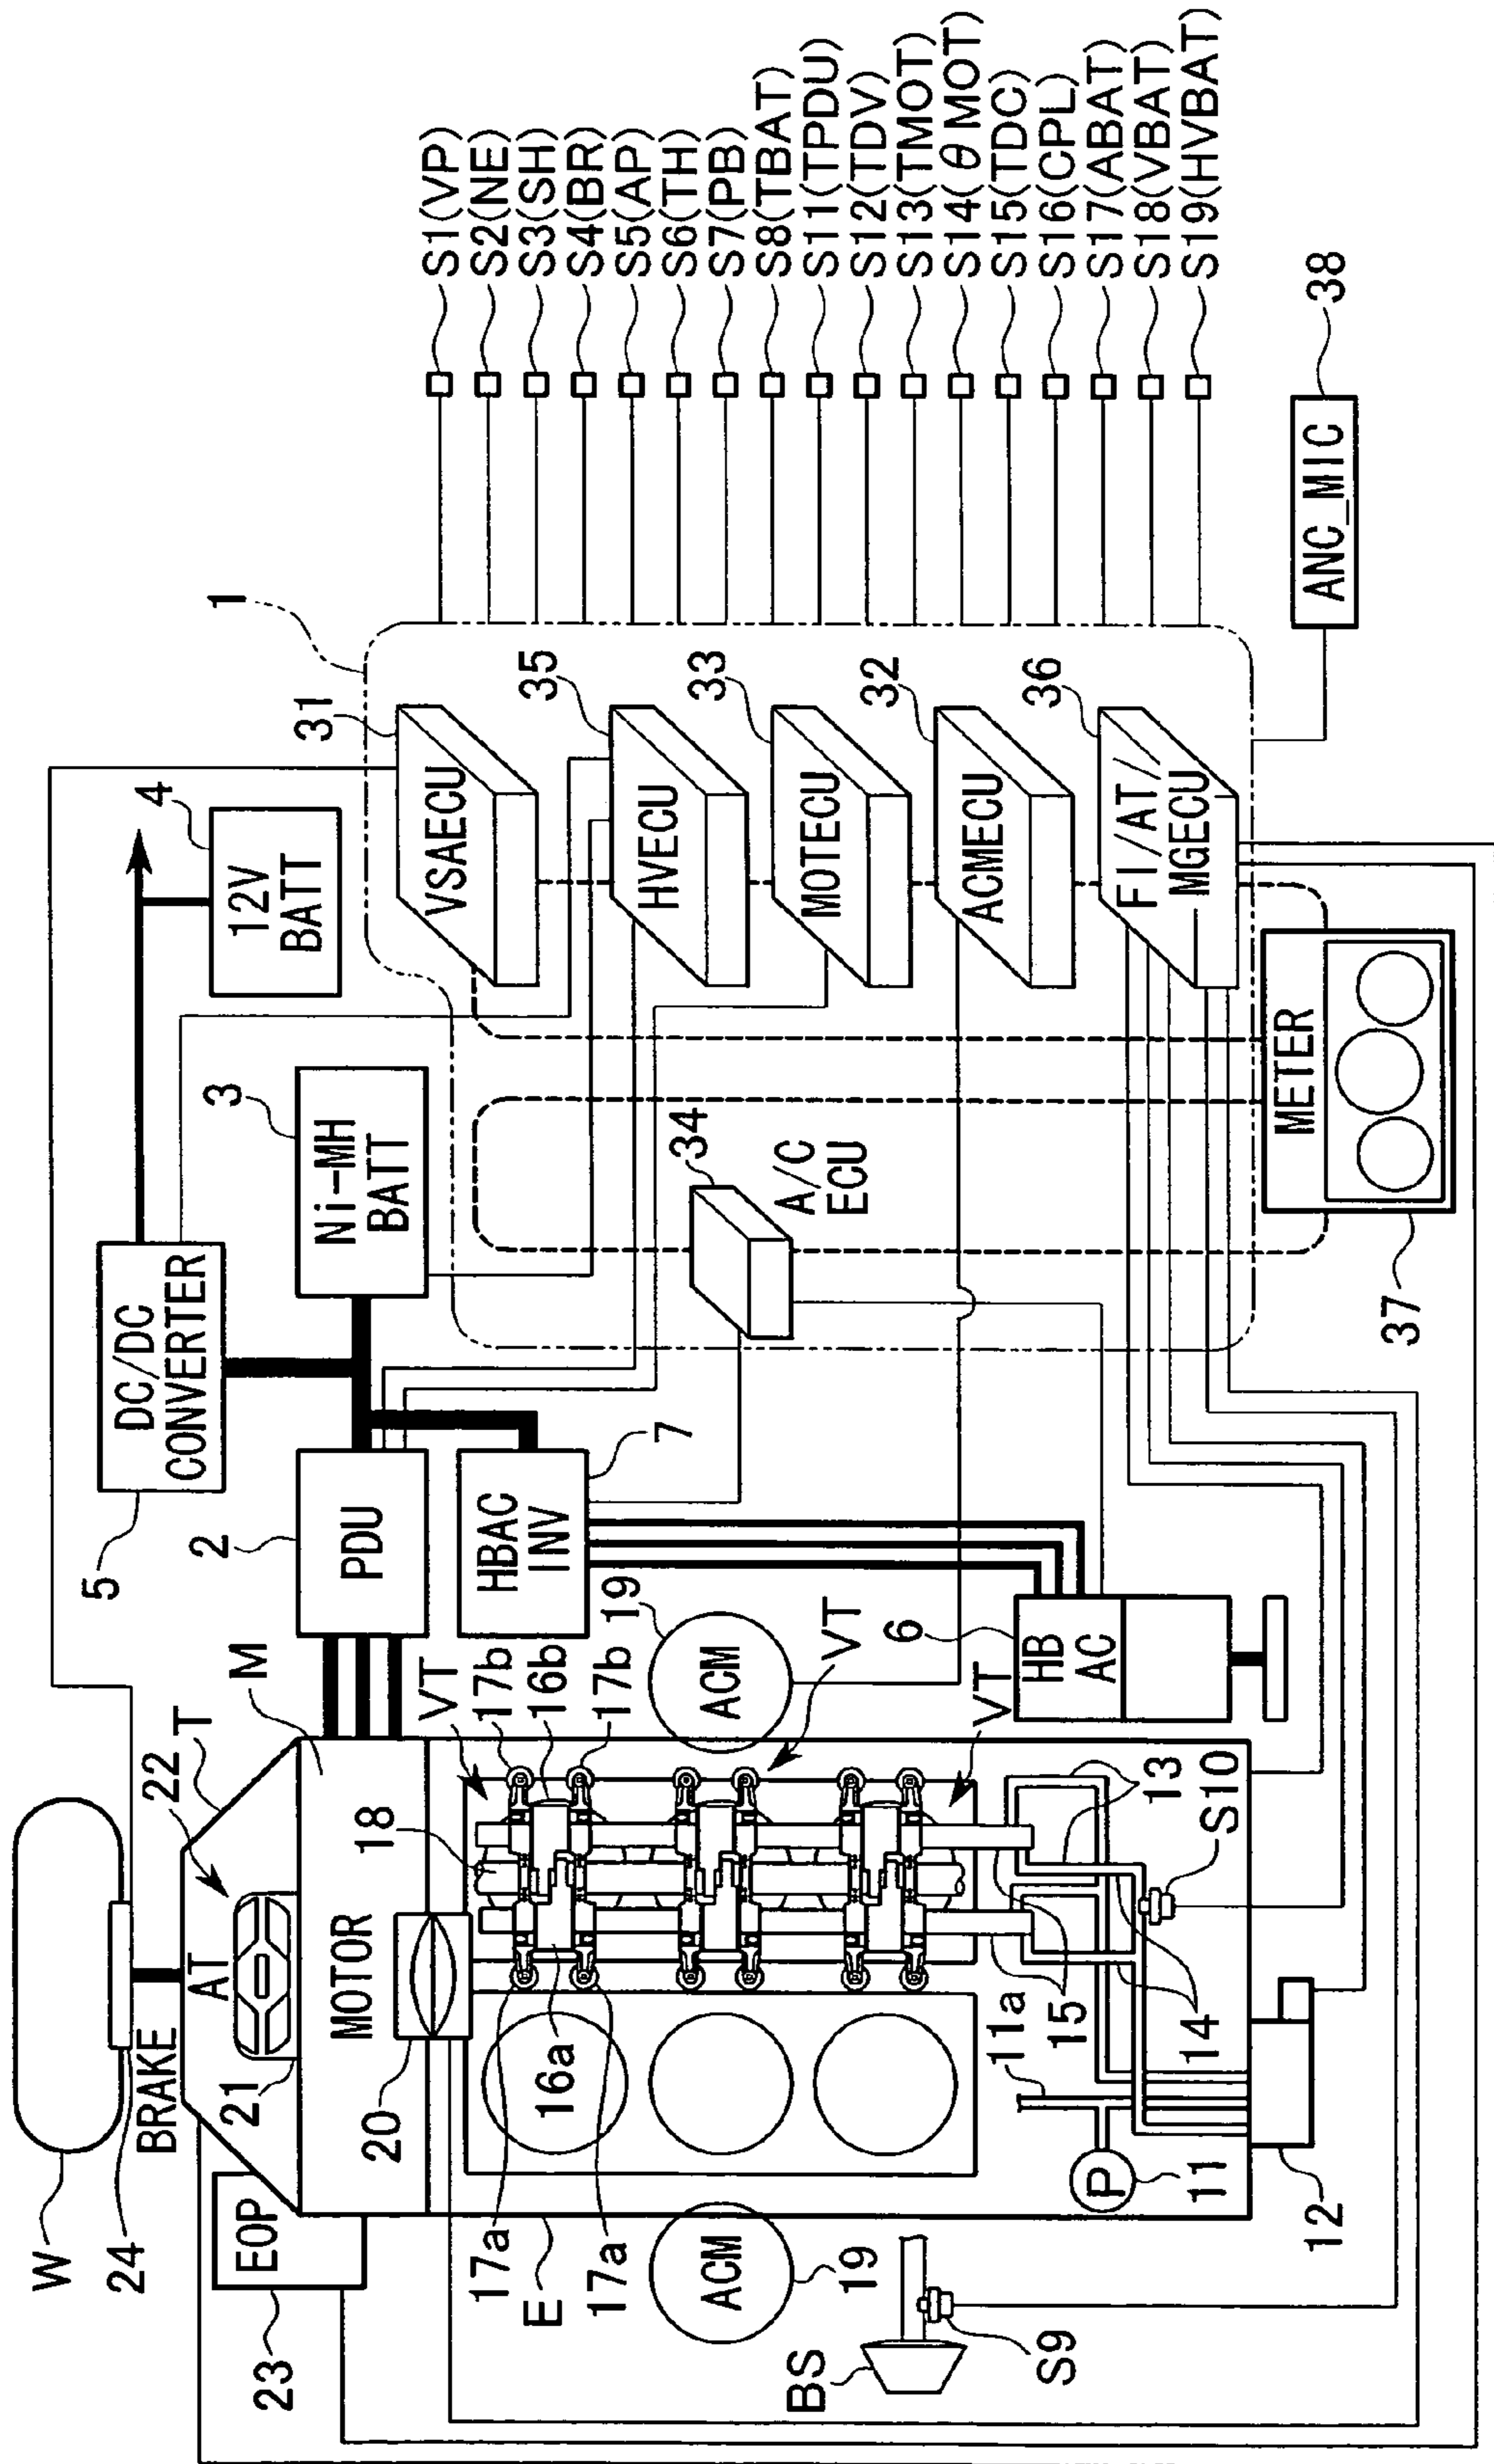 W
24
BRAKE
EOP
23
AT
21
22
T
M
MOTOR
20
18
17a
17a
16a
E
VT
17b
16b
17b
VT
VT
ACM
19
ACM
19
BS
S9
P
11
11a
12
15
14
13
S10
5
DC/DC
CONVERTER
2
PDU
HBAC
INV
7
6
HB
AC
3
Ni-MH
BATT
4
12V
BATT
34
A/C
ECU
1
31
VSAECU
35
HVECU
33
MOTECU
32
ACMECU
36
FI/AT/
MGECU
METER
37
38
ANC_MIC
S1(VP)
S2(NE)
S3(SH)
S4(BR)
S5(AP)
S6(TH)
S7(PB)
S8(TBAT)
S11(TPDU)
S12(TDV)
S13(TMOT)
S14(θMOT)
S15(TDC)
S16(CPL)
S17(ABAT)
S18(VBAT)
S19(HVBAT)